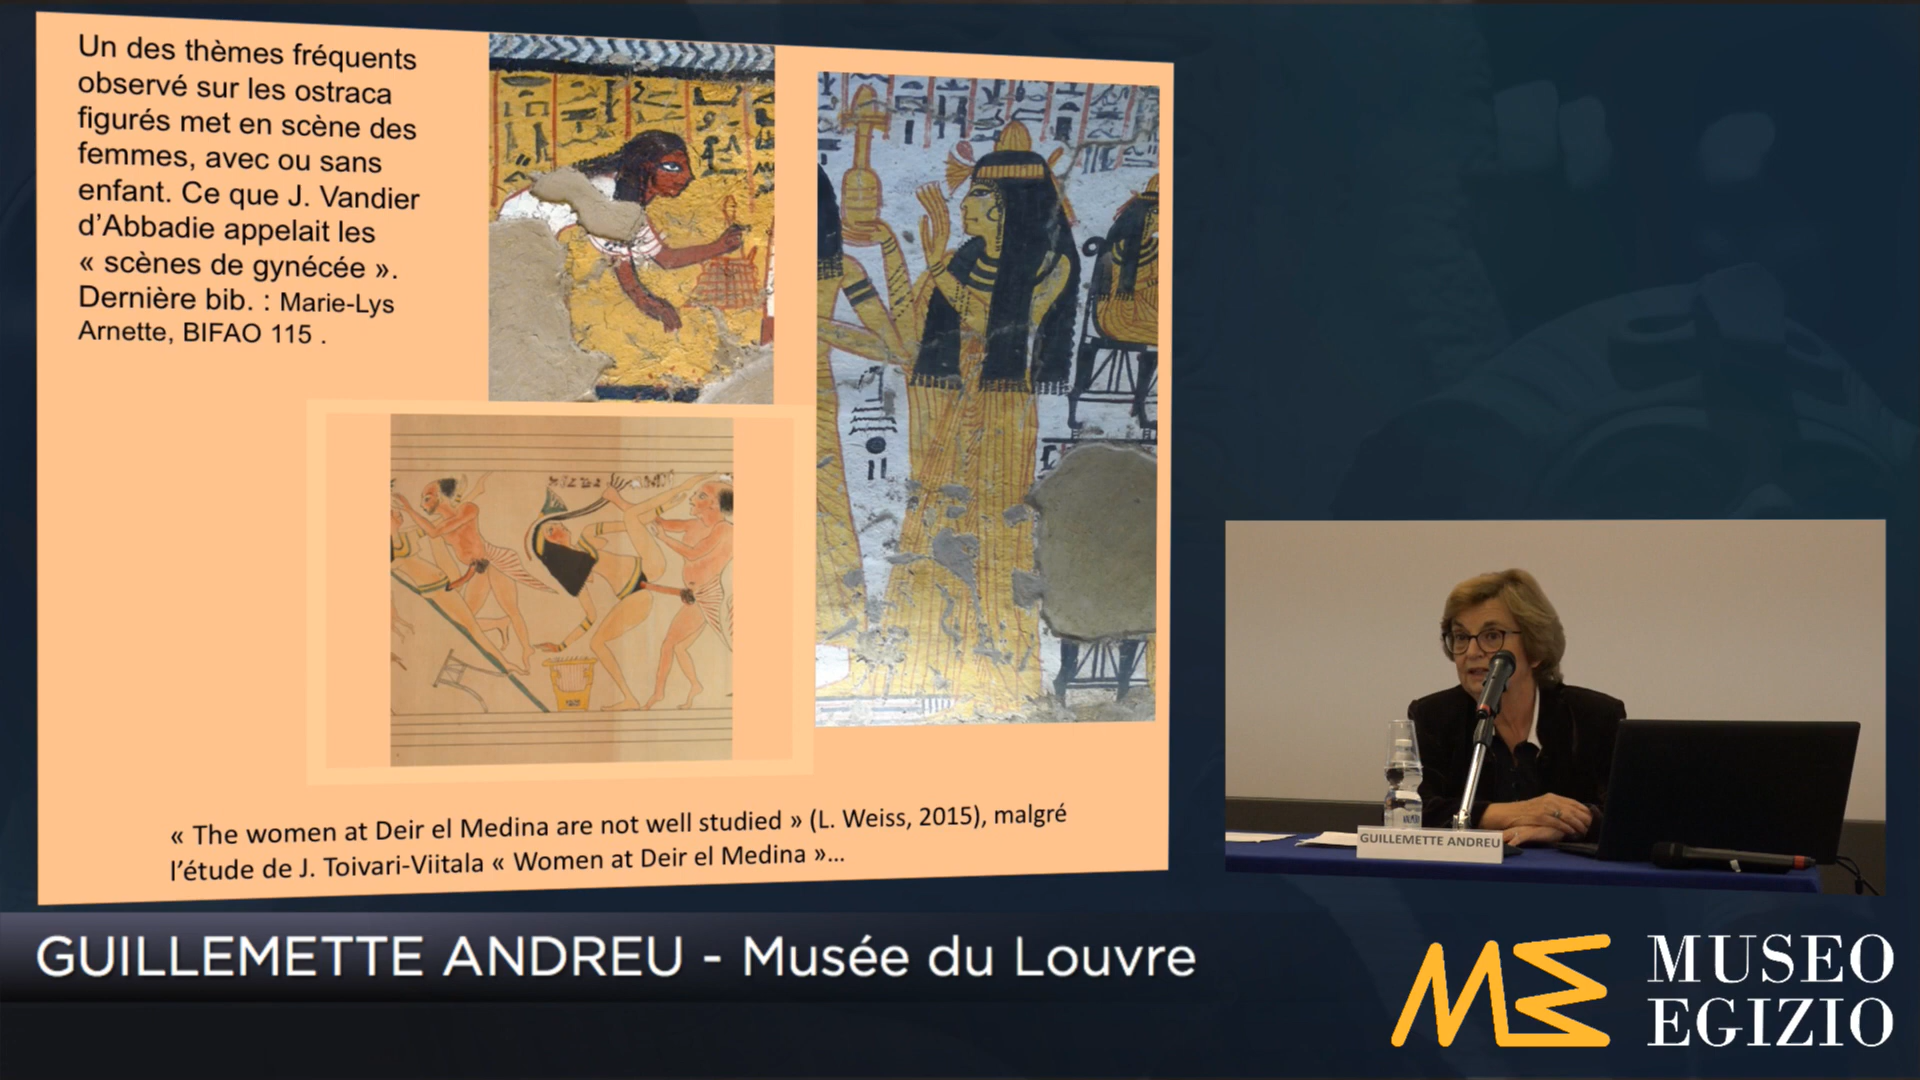 Un des thèmes fréquents
observé sur les ostraca
figurés met en scène des
femmes, avec ou sans
enfant. Ce que J. Vandier
d’Abbadie appelait les
« scènes de gynécée ».
Dernière bib. : Marie-Lys
Arnette, BIFAO 115 .
« The women at Deir el Medina are not well studied » (L. Weiss, 2015), malgré
l’étude de J. Toivari-Viitala « Women at Deir el Medina »...
GUILLEMETTE ANDREU
GUILLEMETTE ANDREU - Musée du Louvre
ME
MUSEO
EGIZIO